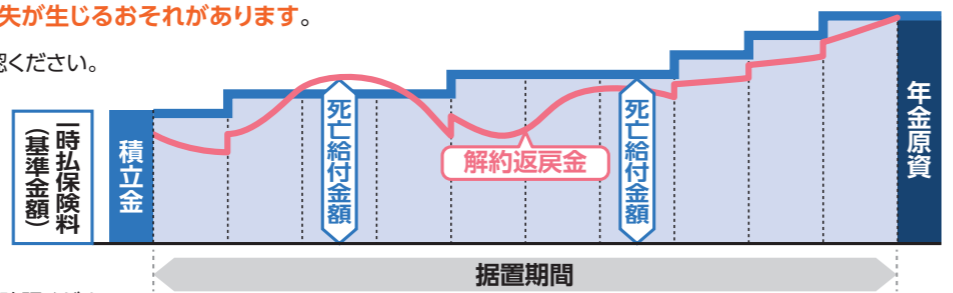 失が生じるおそれがあります。
認ください。
一時払保険料
（基準金額）
積立金
死亡給付金額
解約返戻金
死亡給付金額
年金原資
据置期間